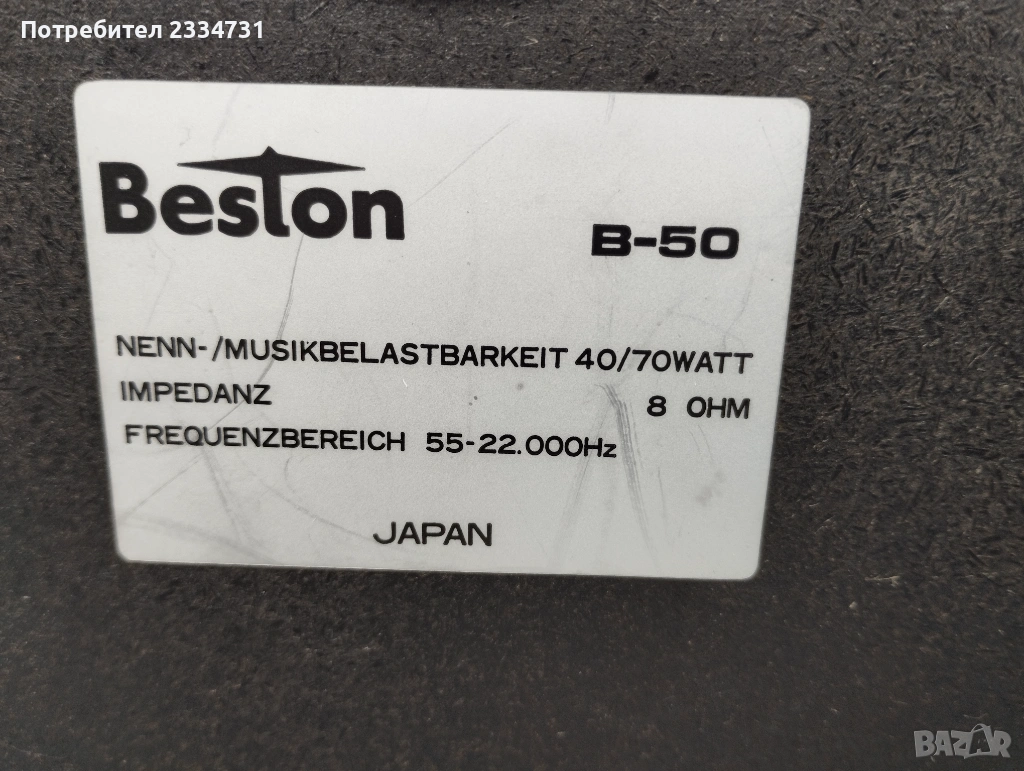 Потребител 2334731
Beston
B-50
NENN-/MUSIKBELASTBARKEIT 40/70WATT
IMPEDANZ 8 OHM
FREQUENZBEREICH 55-22.000Hz
JAPAN
BAZAR